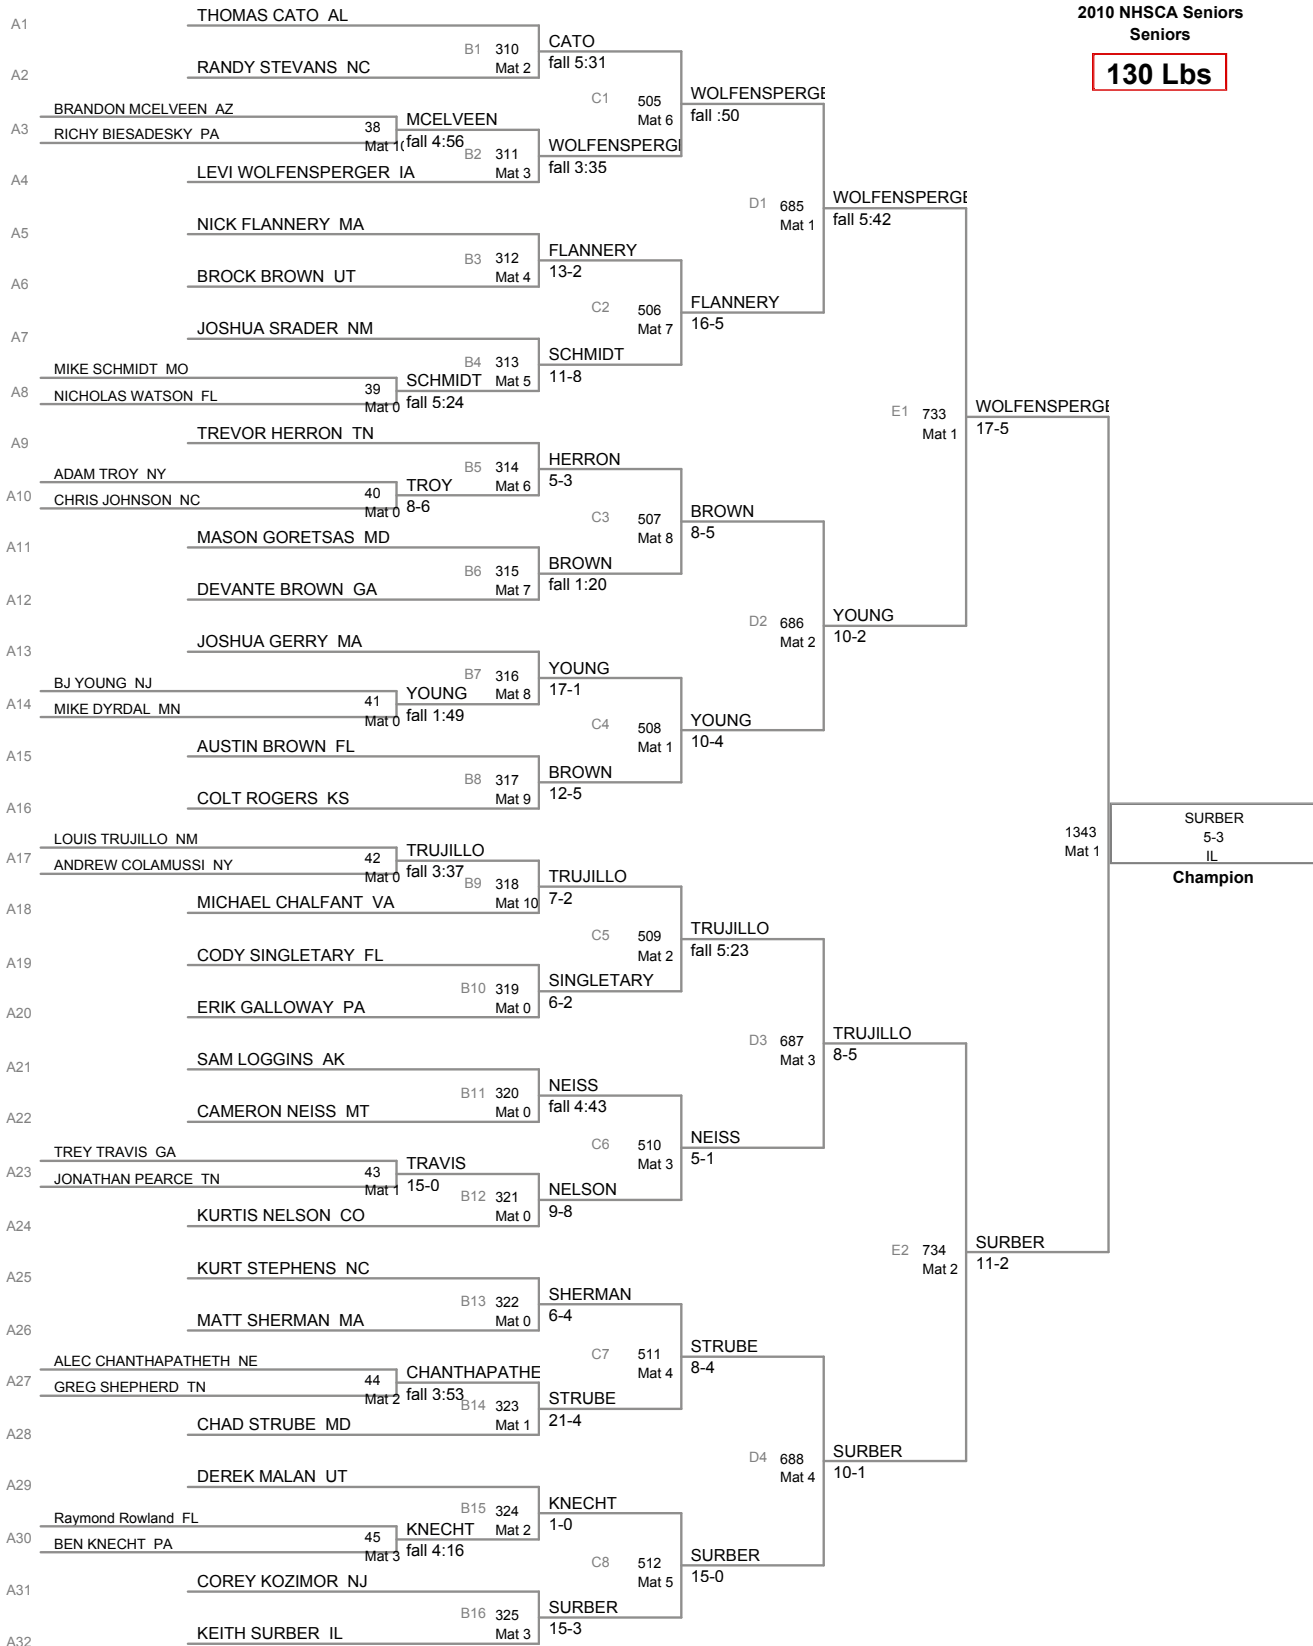 2010 NHSCA Seniors
Seniors
130 Lbs
A1
THOMAS CATO AL
B1 310
Mat 2
CATO
fall 5:31
A2
RANDY STEVANS NC
C1 505
Mat 6
WOLFENSPERGE
fall :50
BRANDON MCELVEEN AZ
A3
RICHY BIESADESKY PA
38
Mat 10
MCELVEEN
fall 4:56
B2 311
Mat 3
WOLFENSPERGE
fall 3:35
A4
LEVI WOLFENSPERGER IA
D1 685
Mat 1
WOLFENSPERGE
fall 5:42
A5
NICK FLANNERY MA
B3 312
Mat 4
FLANNERY
13-2
A6
BROCK BROWN UT
C2 506
Mat 7
FLANNERY
16-5
A7
JOSHUA SRADER NM
B4 313
Mat 5
SCHMIDT
11-8
MIKE SCHMIDT MO
A8
NICHOLAS WATSON FL
39
Mat 0
SCHMIDT
fall 5:24
E1 733
Mat 1
WOLFENSPERGE
17-5
A9
TREVOR HERRON TN
B5 314
Mat 6
HERRON
5-3
ADAM TROY NY
A10
CHRIS JOHNSON NC
40
Mat 0
TROY
8-6
C3 507
Mat 8
BROWN
8-5
A11
MASON GORETSAS MD
B6 315
Mat 7
BROWN
fall 1:20
A12
DEVANTE BROWN GA
D2 686
Mat 2
YOUNG
10-2
A13
JOSHUA GERRY MA
B7 316
Mat 8
YOUNG
17-1
BJ YOUNG NJ
A14
MIKE DYRDAL MN
41
Mat 0
YOUNG
fall 1:49
C4 508
Mat 1
YOUNG
10-4
A15
AUSTIN BROWN FL
B8 317
Mat 9
BROWN
12-5
A16
COLT ROGERS KS
1343
Mat 1
SURBER
5-3
IL
Champion
LOUIS TRUJILLO NM
A17
ANDREW COLAMUSSI NY
42
Mat 0
TRUJILLO
fall 3:37
B9 318
Mat 10
TRUJILLO
7-2
A18
MICHAEL CHALFANT VA
C5 509
Mat 2
TRUJILLO
fall 5:23
A19
CODY SINGLETARY FL
B10 319
Mat 0
SINGLETARY
6-2
A20
ERIK GALLOWAY PA
D3 687
Mat 3
TRUJILLO
8-5
A21
SAM LOGGINS AK
B11 320
Mat 0
NEISS
fall 4:43
A22
CAMERON NEISS MT
C6 510
Mat 3
NEISS
5-1
TREY TRAVIS GA
A23
JONATHAN PEARCE TN
43
Mat 1
TRAVIS
15-0
B12 321
Mat 0
NELSON
9-8
A24
KURTIS NELSON CO
E2 734
Mat 2
SURBER
11-2
A25
KURT STEPHENS NC
B13 322
Mat 0
SHERMAN
6-4
A26
MATT SHERMAN MA
C7 511
Mat 4
STRUBE
8-4
ALEC CHANTHAPATHETH NE
A27
GREG SHEPHERD TN
44
Mat 2
CHANTHAPATHE
fall 3:53
B14 323
Mat 1
STRUBE
21-4
A28
CHAD STRUBE MD
D4 688
Mat 4
SURBER
10-1
A29
DEREK MALAN UT
B15 324
Mat 2
KNECHT
1-0
Raymond Rowland FL
A30
BEN KNECHT PA
45
Mat 3
KNECHT
fall 4:16
C8 512
Mat 5
SURBER
15-0
A31
COREY KOZIMOR NJ
B16 325
Mat 3
SURBER
15-3
A32
KEITH SURBER IL